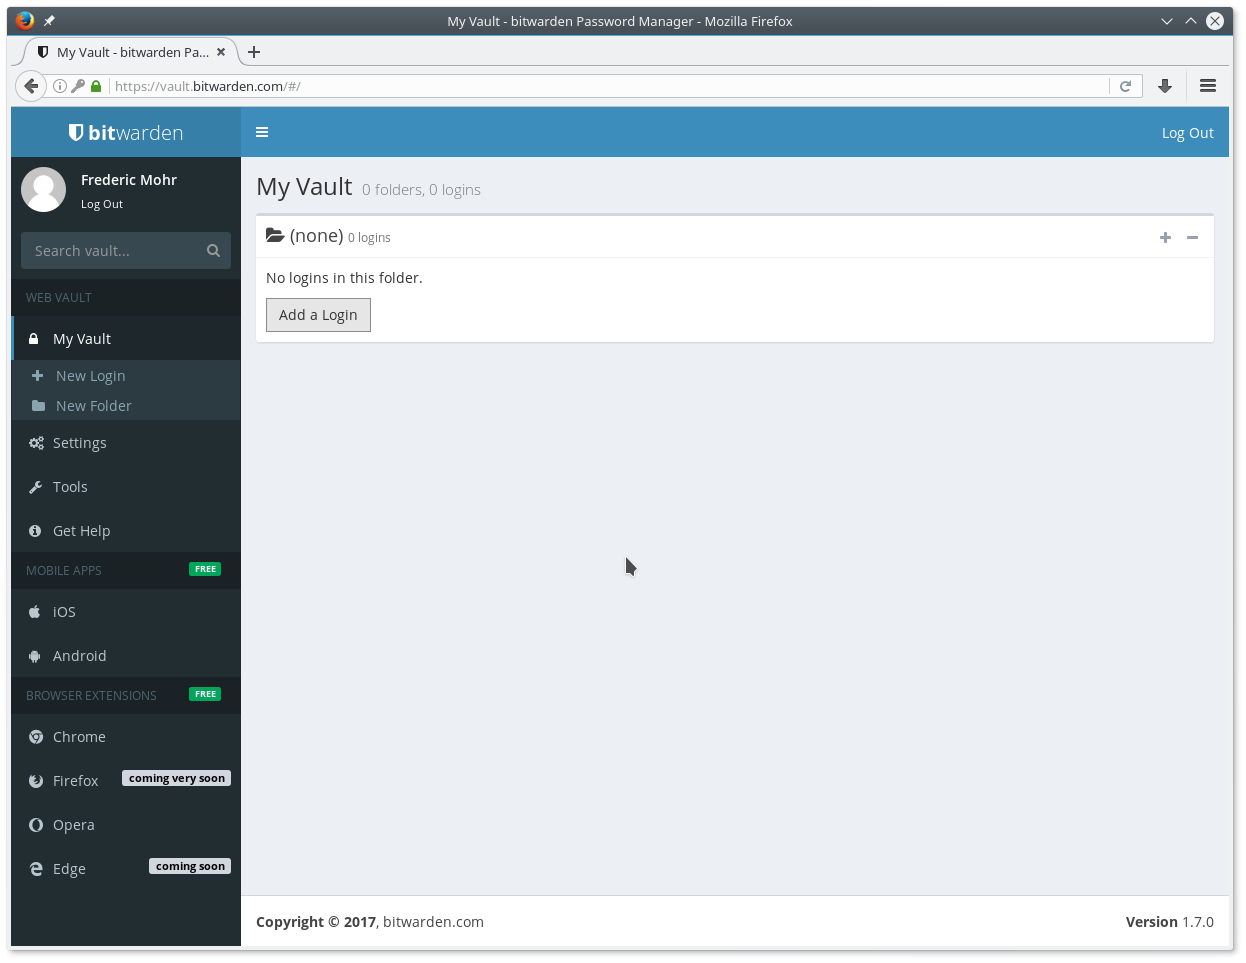 My Vault - bitwarden Password Manager - Mozilla Firefox
My Vault - bitwarden Pa...
https://vault.bitwarden.com/#/
bitwarden
Log Out
Frederic Mohr
Log Out
Search vault...
WEB VAULT
My Vault
New Login
New Folder
Settings
Tools
Get Help
MOBILE APPS FREE
iOS
Android
BROWSER EXTENSIONS FREE
Chrome
Firefox coming very soon
Opera
Edge coming soon
My Vault 0 folders, 0 logins
(none) 0 logins
No logins in this folder.
Add a Login
Copyright © 2017, bitwarden.com
Version 1.7.0